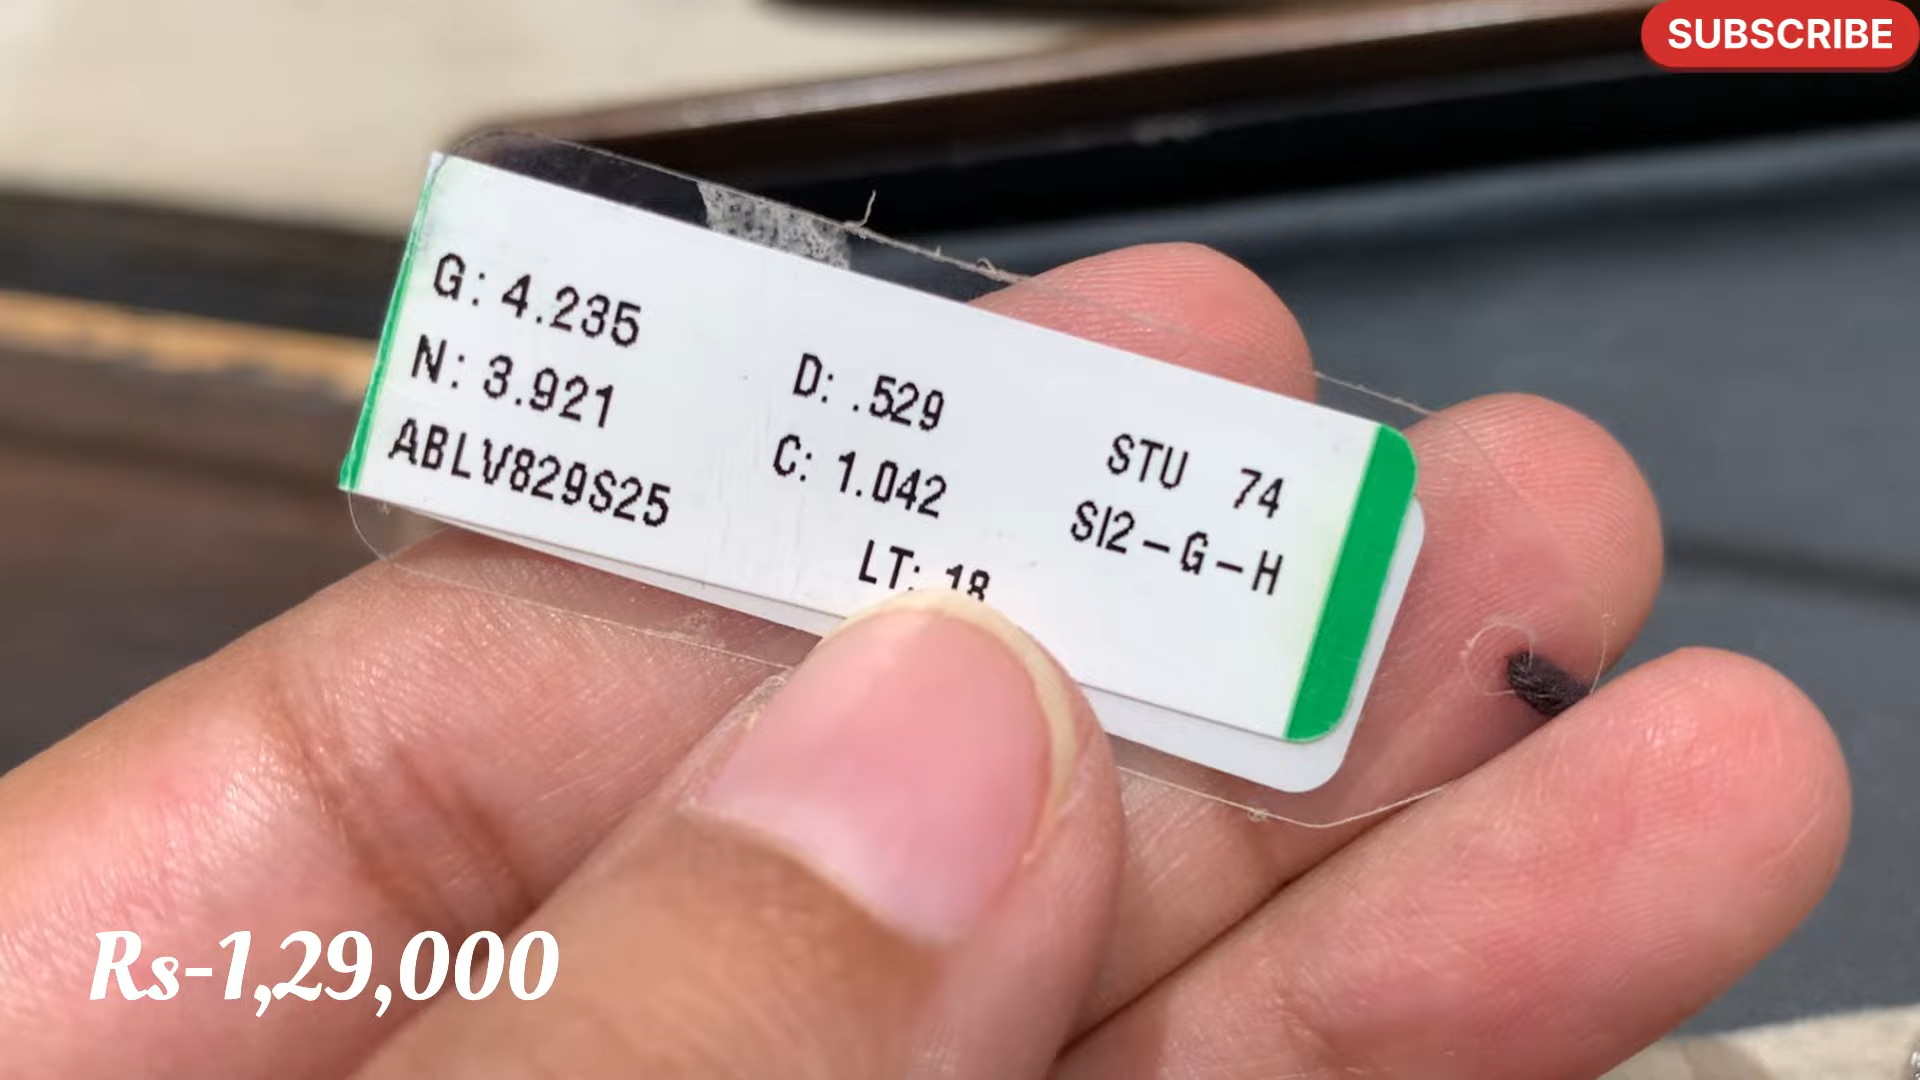 SUBSCRIBE
G: 4.235
N: 3.921
ABLV829S25
D: .529
C: 1.042
LT: 18
STU 74
SI2-G-H
Rs-1,29,000